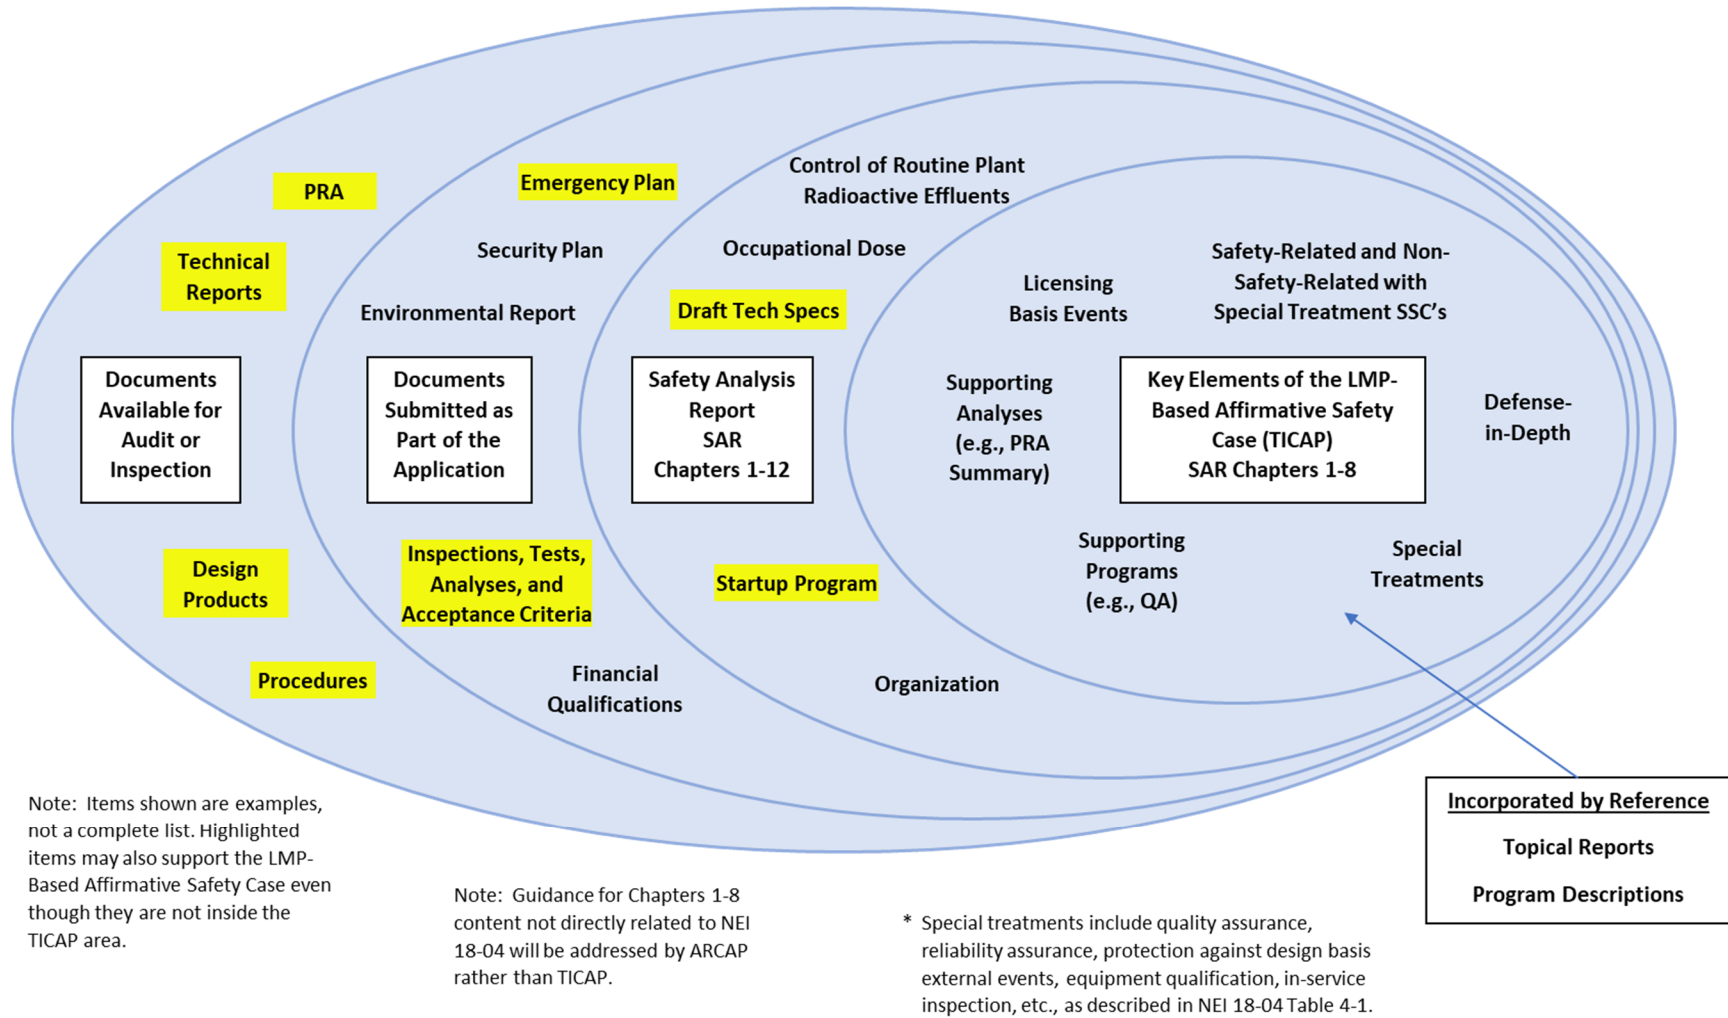 PRA
Technical
Reports
Documents
Available for
Audit or
Inspection
Design
Products
Procedures
Emergency Plan
Security Plan
Environmental Report
Documents
Submitted as
Part of the
Application
Inspections, Tests,
Analyses, and
Acceptance Criteria
Financial
Qualifications
Control of Routine Plant
Radioactive Effluents
Occupational Dose
Draft Tech Specs
Safety Analysis
Report
SAR
Chapters 1-12
Startup Program
Organization
Licensing
Basis Events
Safety-Related and Non-
Safety-Related with
Special Treatment SSC's
Supporting
Analyses
(e.g., PRA
Summary)
Key Elements of the LMP-
Based Affirmative Safety
Case (TICAP)
SAR Chapters 1-8
Defense-
in-Depth
Supporting
Programs
(e.g., QA)
Special
Treatments
Incorporated by Reference
Topical Reports
Program Descriptions
Note:  Items shown are examples,
not a complete list. Highlighted
items may also support the LMP-
Based Affirmative Safety Case even
though they are not inside the
TICAP area.
Note:  Guidance for Chapters 1-8
content not directly related to NEI
18-04 will be addressed by ARCAP
rather than TICAP.
* Special treatments include quality assurance,
reliability assurance, protection against design basis
external events, equipment qualification, in-service
inspection, etc., as described in NEI 18-04 Table 4-1.